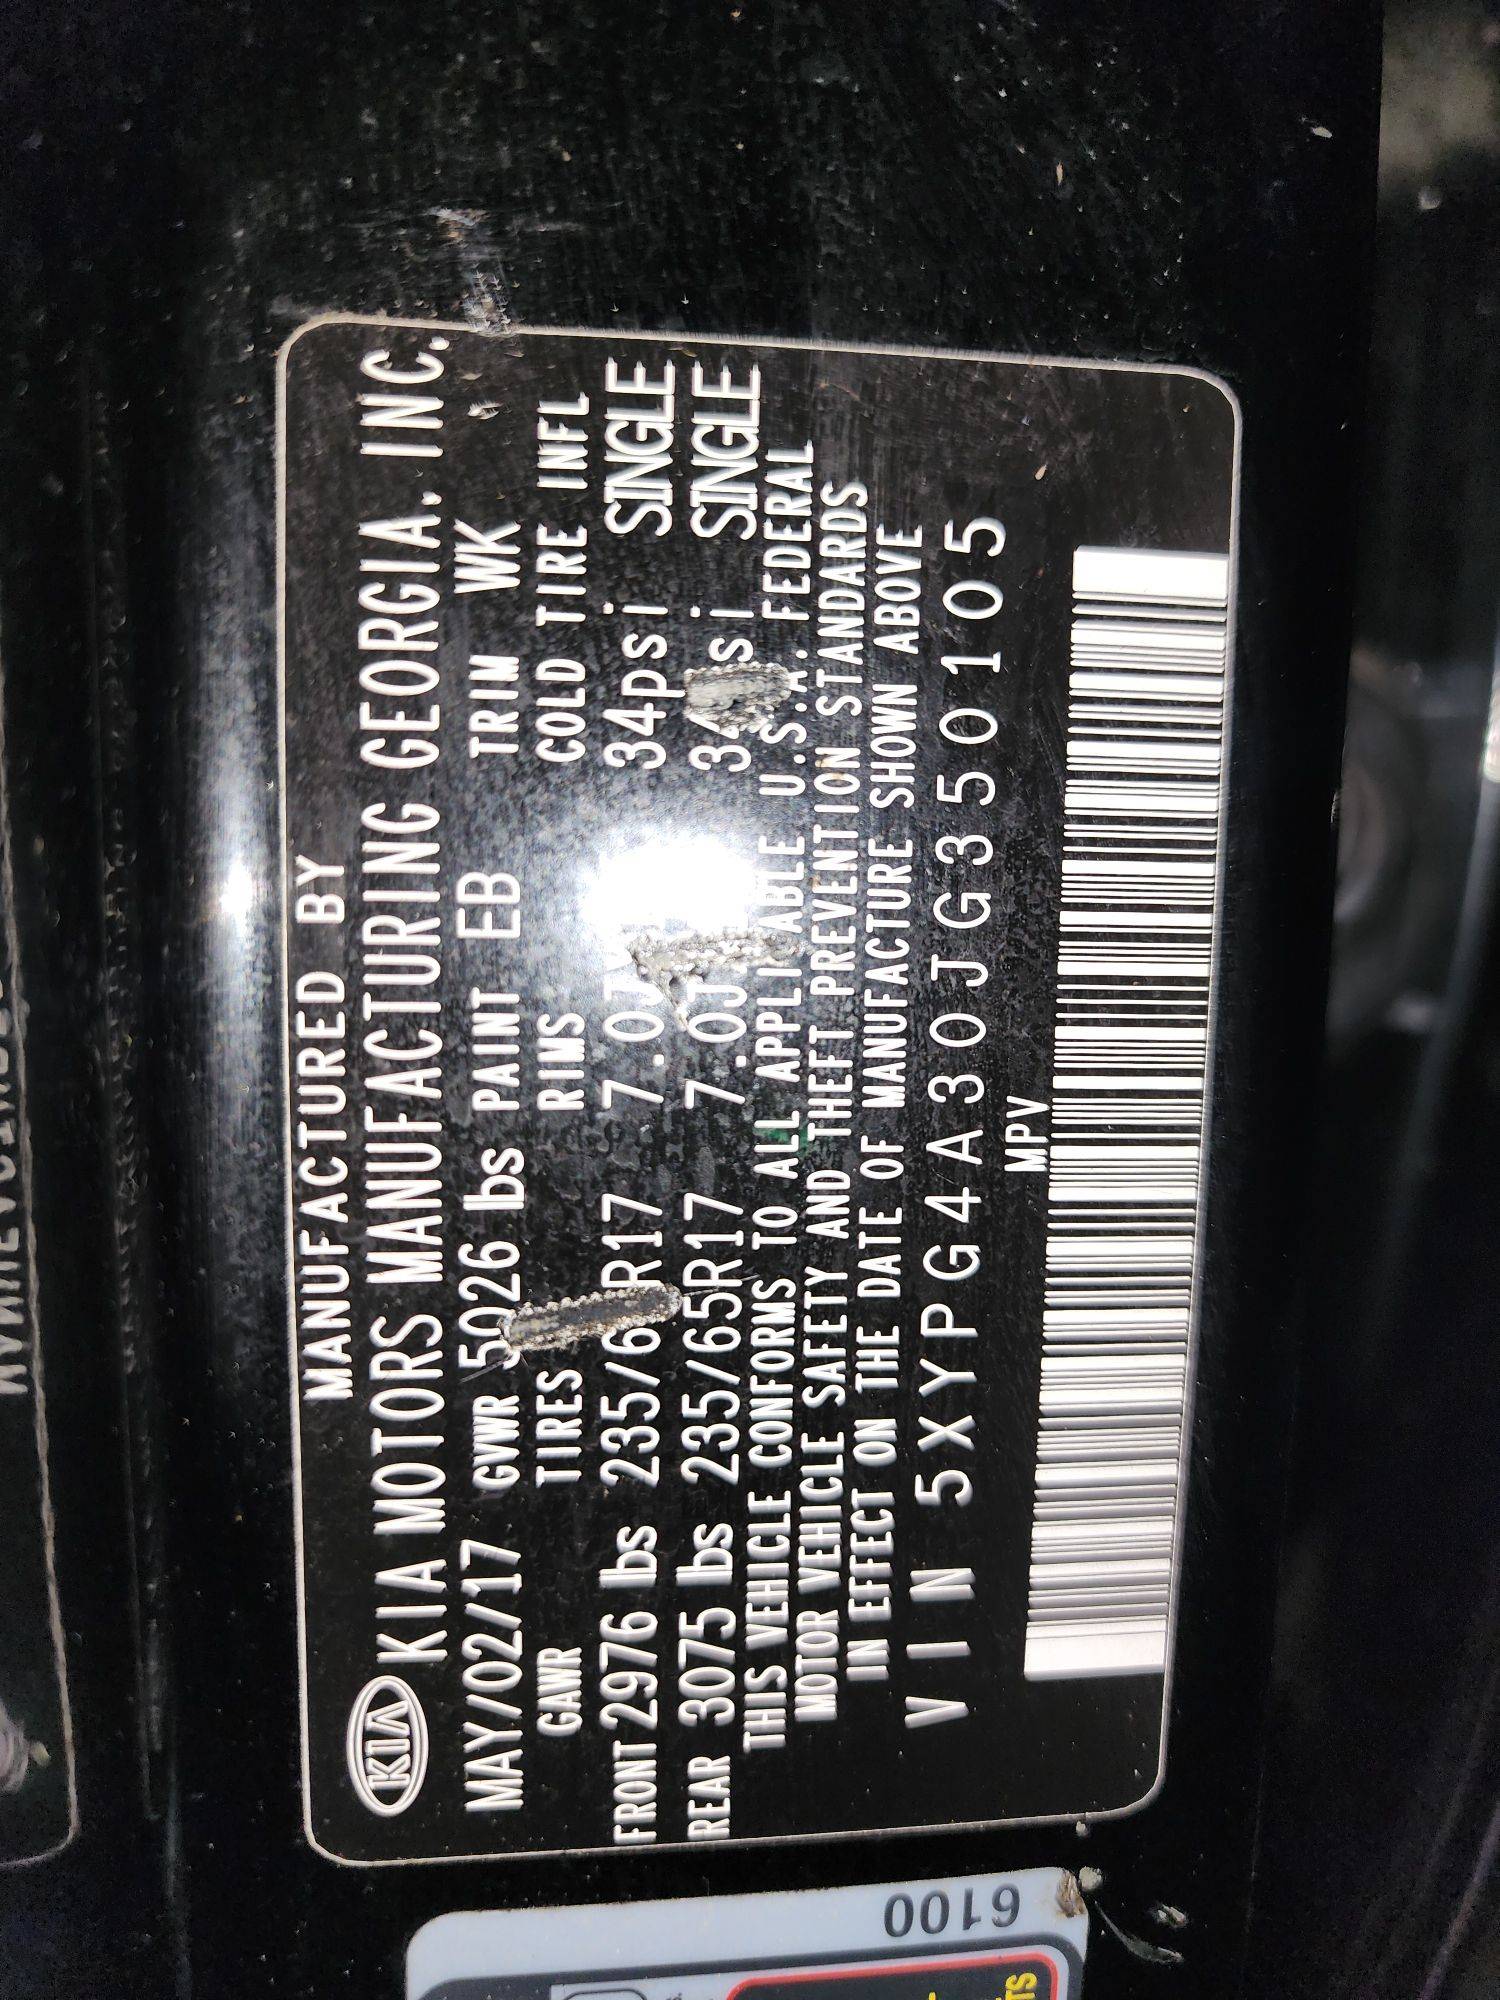 MANUFACTURED BY
KIA KIA MOTORS MANUFACTURING GEORGIA, INC.
MAY/02/17 GVWR 5026 lbs PAINT EB TRIM WK
GAWR TIRES RIMS COLD TIRE INFL
FRONT 2976 lbs 235/65R17 7.0J 34psi SINGLE
REAR 3075 lbs 235/65R17 7.0J SINGLE
THIS VEHICLE CONFORMS TO ALL APPLICABLE U.S.A. FEDERAL
MOTOR VEHICLE SAFETY AND THEFT PREVENTION STANDARDS
IN EFFECT ON THE DATE OF MANUFACTURE SHOWN ABOVE
VIN 5XYPG4A30JG350105
MPV
6100